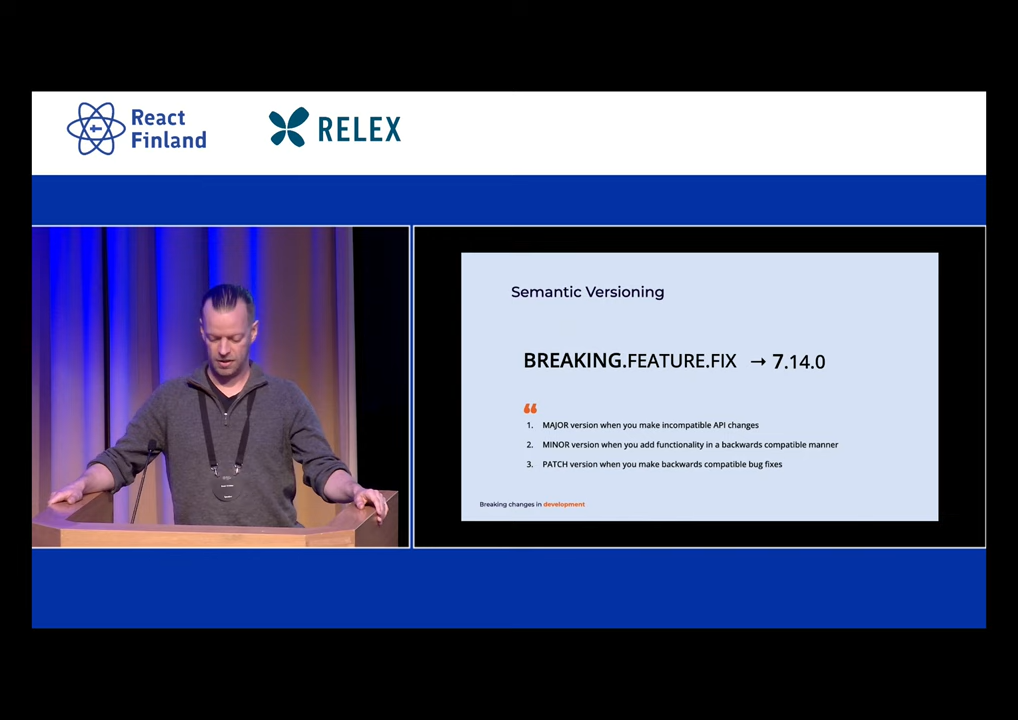 React
Finland
RELEX
Semantic Versioning
BREAKING.FEATURE.FIX → 7.14.0
“
1. MAJOR version when you make incompatible API changes
2. MINOR version when you add functionality in a backwards compatible manner
3. PATCH version when you make backwards compatible bug fixes
Breaking changes in development